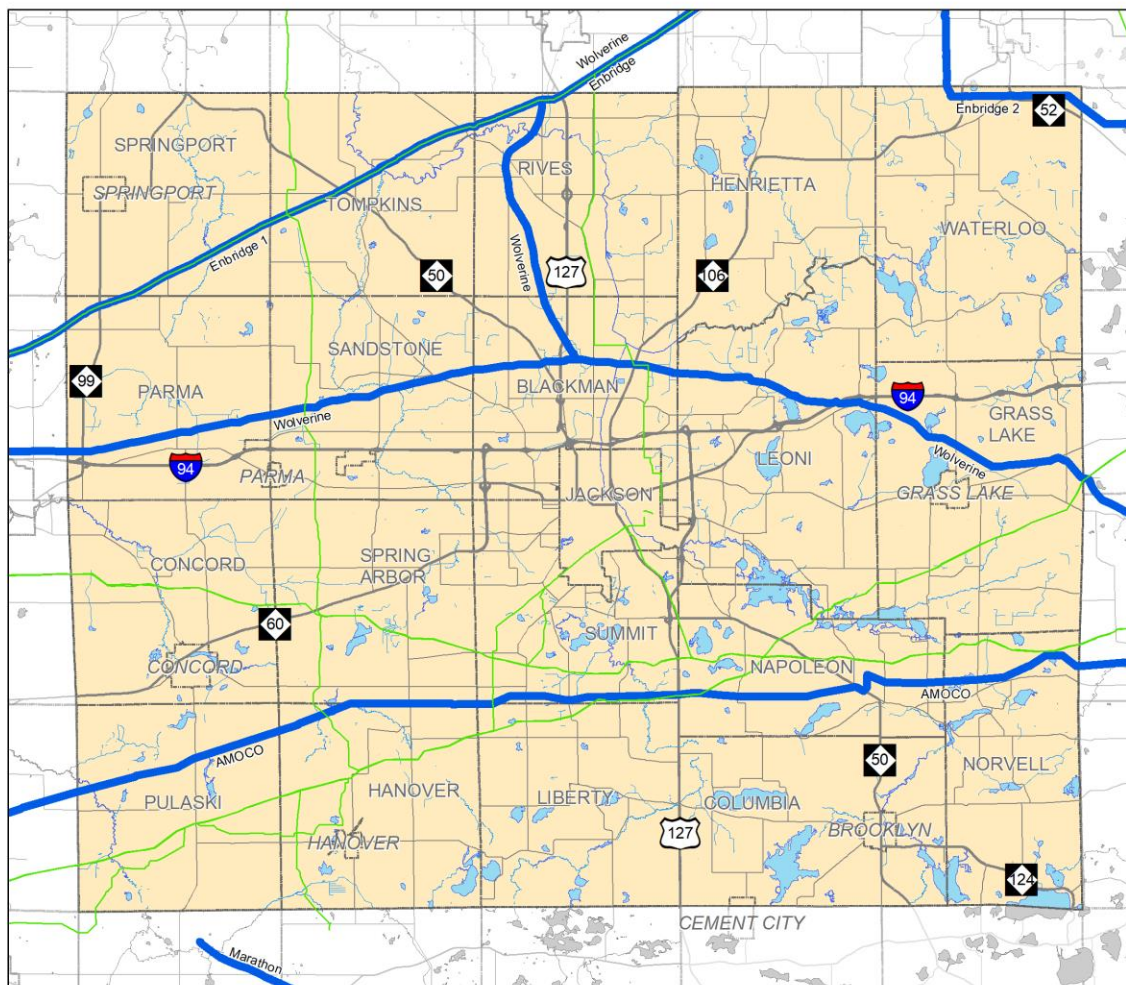 Wolverine
Enbridge
Enbridge 2
52
SPRINGPORT
SPRINGPORT
RIVES
HENRIETTA
TOMPKINS
WATERLOO
Enbridge 1
Wolverine
50
127
106
SANDSTONE
99
PARMA
BLACKMAN
94
GRASS
LAKE
Wolverine
94
PARMA
LEONI
Wolverine
JACKSON
GRASS LAKE
CONCORD
SPRING
ARBOR
60
SUMMIT
CONCORD
NAPOLEON
AMOCO
AMOCO
50
NORVELL
PULASKI
HANOVER
LIBERTY
COLUMBIA
HANOVER
127
BROOKLYN
124
CEMENT CITY
Marathon